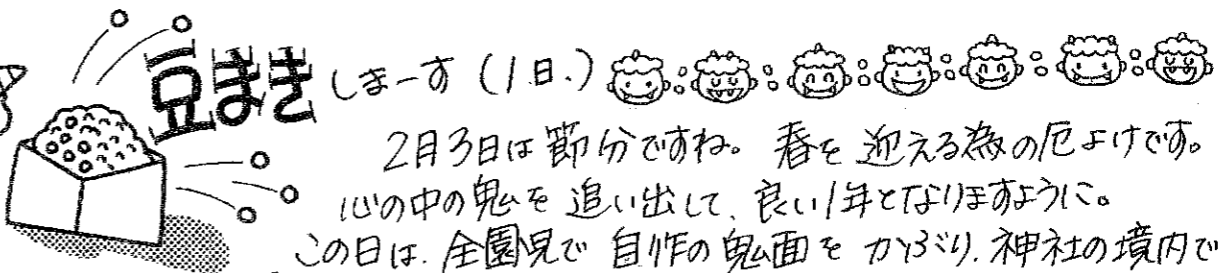 豆まきしまーす(1日.)
2月3日は節分ですね。春を迎える為の厄よけです。
心の中の鬼を追い出して、良い1年となりますように。
この日は、全園児で自作の鬼面をかぶり、神社の境内で